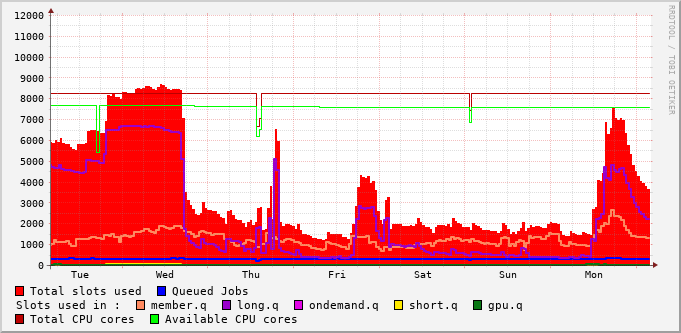 12000
11000
10000
9000
8000
7000
6000
5000
4000
3000
2000
1000
0
Tue Wed Thu Fri Sat Sun Mon
RRDTOOL / TOBI OETIKER
Total slots used Queued Jobs
Slots used in : member.q long.q ondemand.q short.q gpu.q
Total CPU cores Available CPU cores